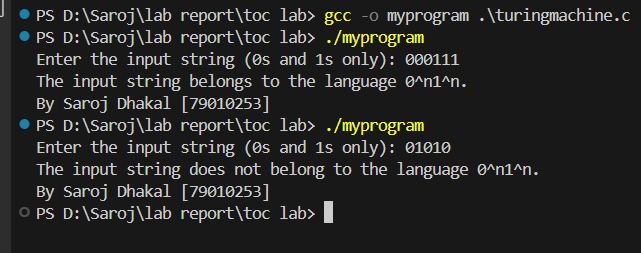 PS D:\Saroj\lab report\toc lab> gcc -o myprogram .\turingmachine.c
PS D:\Saroj\lab report\toc lab> ./myprogram
Enter the input string (0s and 1s only): 000111
The input string belongs to the language 0^n1^n.
By Saroj Dhakal [79010253]
PS D:\Saroj\lab report\toc lab> ./myprogram
Enter the input string (0s and 1s only): 01010
The input string does not belong to the language 0^n1^n.
By Saroj Dhakal [79010253]
PS D:\Saroj\lab report\toc lab>